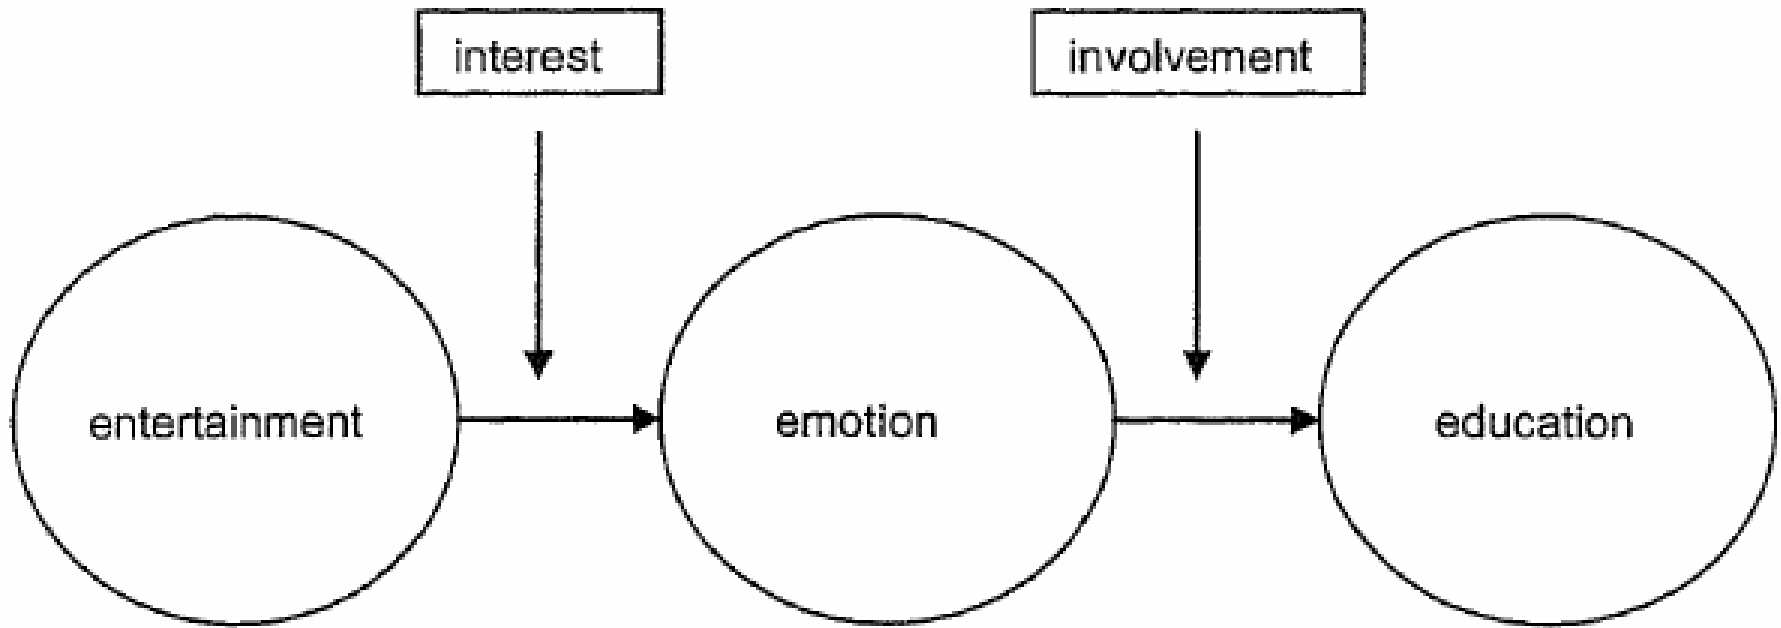 interest
involvement
entertainment
emotion
education